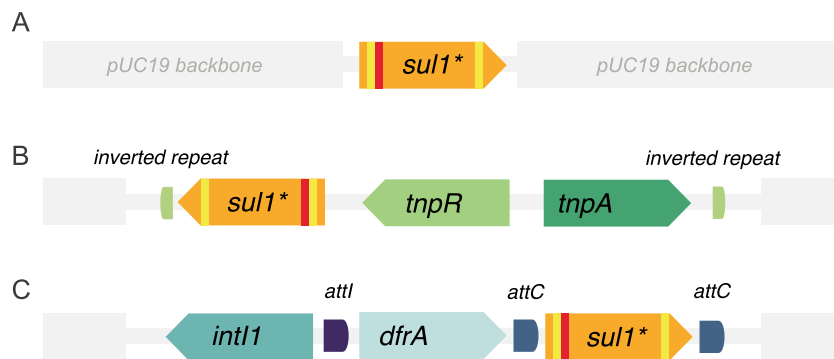 A
pUC19 backbone
sul1*
pUC19 backbone
B
inverted repeat
inverted repeat
sul1*
tnpR
tnpA
C
attI
attC
attC
intI1
dfrA
sul1*